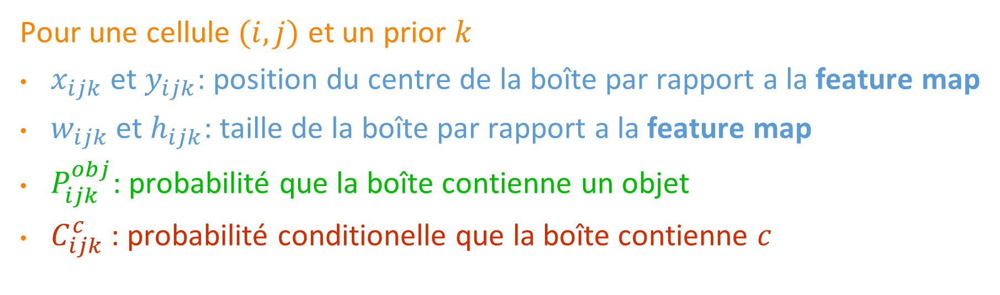 Pour une cellule (i, j) et un prior k
• x_{ijk} et y_{ijk} : position du centre de la boîte par rapport a la feature map
• w_{ijk} et h_{ijk} : taille de la boîte par rapport a la feature map
• P_{ijk}^{obj} : probabilité que la boîte contienne un objet
• C_{ijk}^{c} : probabilité conditionelle que la boîte contienne c